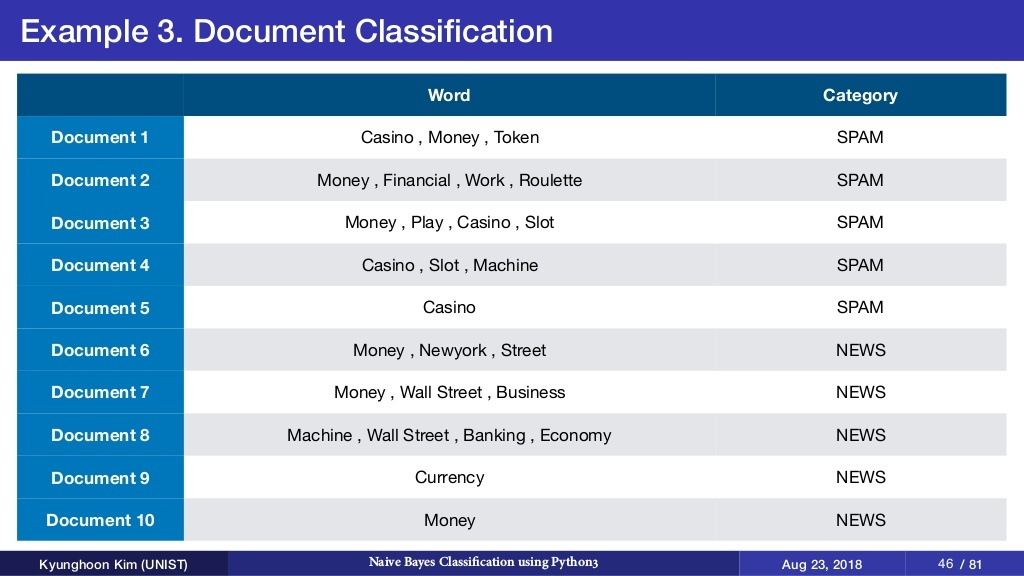 Example 3. Document Classification
Word Category
Document 1 Casino , Money , Token SPAM
Document 2 Money , Financial , Work , Roulette SPAM
Document 3 Money , Play , Casino , Slot SPAM
Document 4 Casino , Slot , Machine SPAM
Document 5 Casino SPAM
Document 6 Money , Newyork , Street NEWS
Document 7 Money , Wall Street , Business NEWS
Document 8 Machine , Wall Street , Banking , Economy NEWS
Document 9 Currency NEWS
Document 10 Money NEWS
Kyunghoon Kim (UNIST) Naive Bayes Classification using Python3 Aug 23, 2018 46 / 81